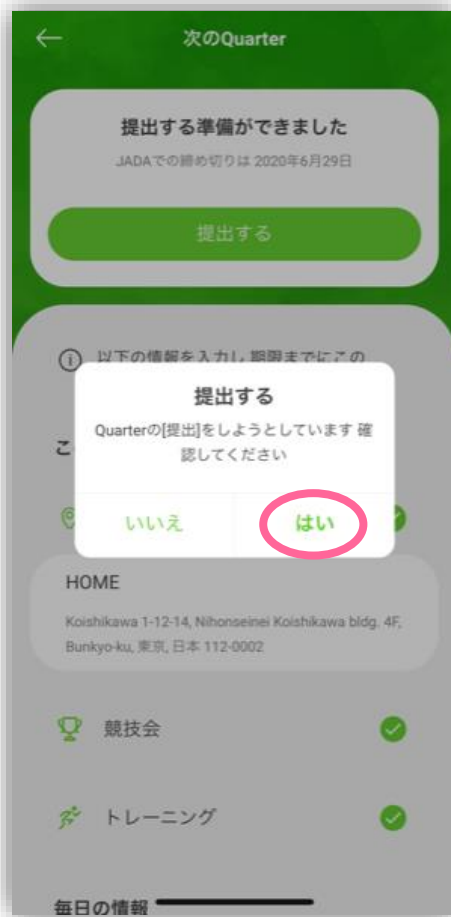 次のQuarter
提出する準備ができました
JADAでの締め切りは 2020年6月29日
提出する
以下の情報を入力し 期限までにこの
提出する
Quarterの[提出]をしようとしています 確
認してください
いいえ
はい
HOME
Koishikawa 1-12-14, Nihonseinei Koishikawa bldg. 4F,
Bunkyo-ku, 東京, 日本 112-0002
競技会
トレーニング
毎日の情報